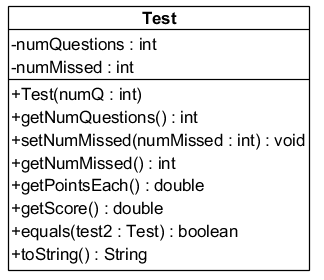 Test
-numQuestions : int
-numMissed : int
+Test(numQ : int)
+getNumQuestions() : int
+setNumMissed(numMissed : int) : void
+getNumMissed() : int
+getPointsEach() : double
+getScore() : double
+equals(test2 : Test) : boolean
+toString() : String